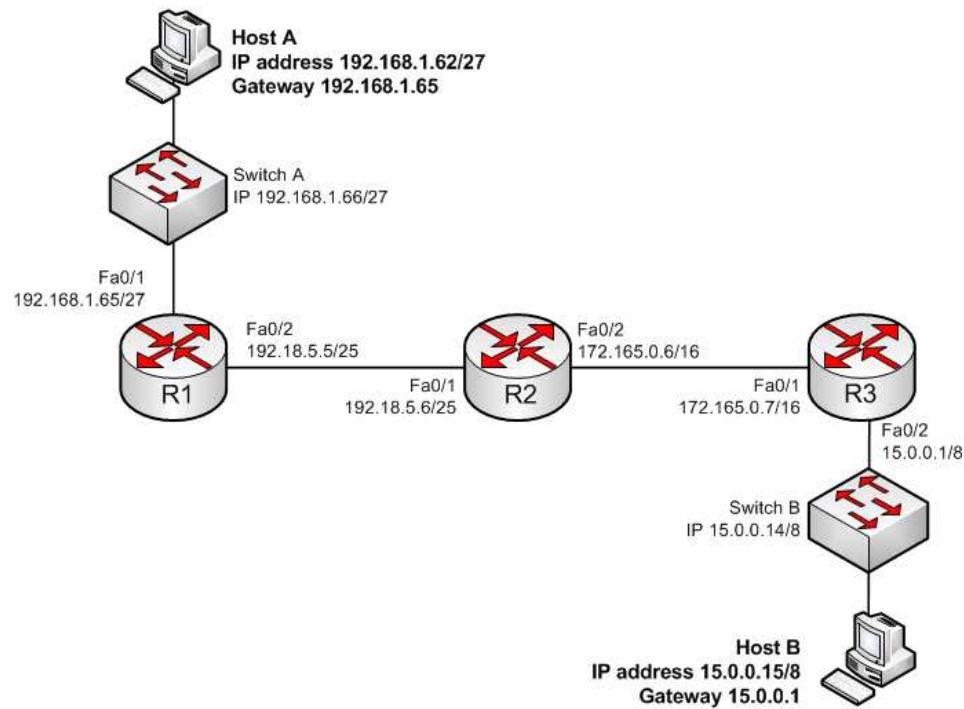 Host A
IP address 192.168.1.62/27
Gateway 192.168.1.65
Switch A
IP 192.168.1.66/27
Fa0/1
192.168.1.65/27
Fa0/2
192.18.5.5/25
R1
Fa0/1
192.18.5.6/25
R2
Fa0/2
172.165.0.6/16
Fa0/1
172.165.0.7/16
R3
Fa0/2
15.0.0.1/8
Switch B
IP 15.0.0.14/8
Host B
IP address 15.0.0.15/8
Gateway 15.0.0.1